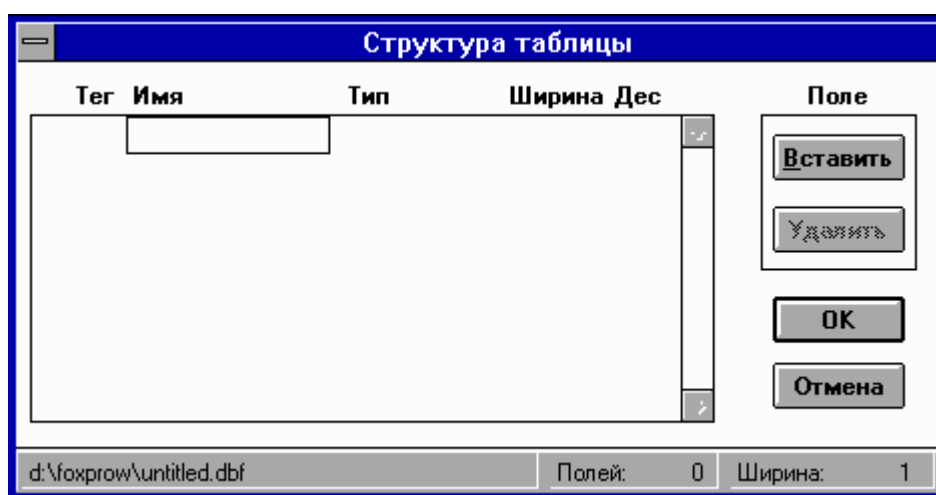 Структура таблицы
Тег Имя Тип Ширина Дес Поле
Вставить
Удалить
OK
Отмена
d:\foxprow\untitled.dbf Полей: 0 Ширина: 1